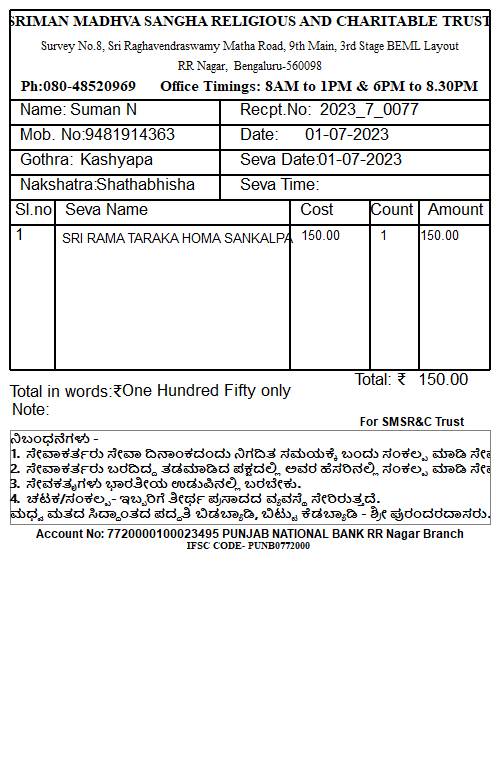 SRIMAN MADHVA SANGHA RELIGIOUS AND CHARITABLE TRUST
Survey No.8, Sri Raghavendraswamy Matha Road, 9th Main, 3rd Stage BEML Layout
RR Nagar, Bengaluru-560098
Ph:080-48520969 Office Timings: 8AM to 1PM & 6PM to 8.30PM
Name: Suman N Recpt.No: 2023_7_0077
Mob. No:9481914363 Date: 01-07-2023
Gothra: Kashyapa Seva Date:01-07-2023
Nakshatra:Shathabhisha Seva Time:
Sl.no Seva Name Cost Count Amount
1 SRI RAMA TARAKA HOMA SANKALPA 150.00 1 150.00
Total: ₹ 150.00
Total in words:₹One Hundred Fifty only
Note:
For SMSR&C Trust
ನಿಬಂಧನೆಗಳು -
1. ಸೇವಾಕರ್ತರು ಸೇವಾ ದಿನಾಂಕದಂದು ನಿಗದಿತ ಸಮಯಕ್ಕೆ ಬಂದು ಸಂಕಲ್ಪ ಮಾಡಿ
2. ಸೇವಾಕರ್ತರು ಬರದಿದ್ದ ತಡಮಾಡಿದ ಪಕ್ಷದಲ್ಲಿ ಅವರ ಹೆಸರಿನಲ್ಲಿ ಸಂಕಲ್ಪ ಮಾಡಿ
3. ಸೇವಕತೃಗಳು ಭಾರತೀಯ ಉಡುಪಿನಲ್ಲಿ ಬರಬೇಕು.
4. ಚಟಕ/ಸಂಕಲ್ಪ- ಇಬ್ಬರಿಗೆ ತೀರ್ಥ ಪ್ರಸಾದದ ವ್ಯವಸ್ಥೆ ಸೇರಿರುತ್ತದೆ.
ಮಧ್ವ ಮತದ ಸಿದ್ಧಾಂತದ ಪದ್ಧತಿ ಬಿಡಬ್ಯಾಡಿ, ಬಿಟ್ಟು ಕೆಡಬ್ಯಾಡಿ - ಶ್ರೀ ಪುರಂದರದಾಸರು.
Account No: 7720000100023495 PUNJAB NATIONAL BANK RR Nagar Branch
IFSC CODE- PUNB0772000